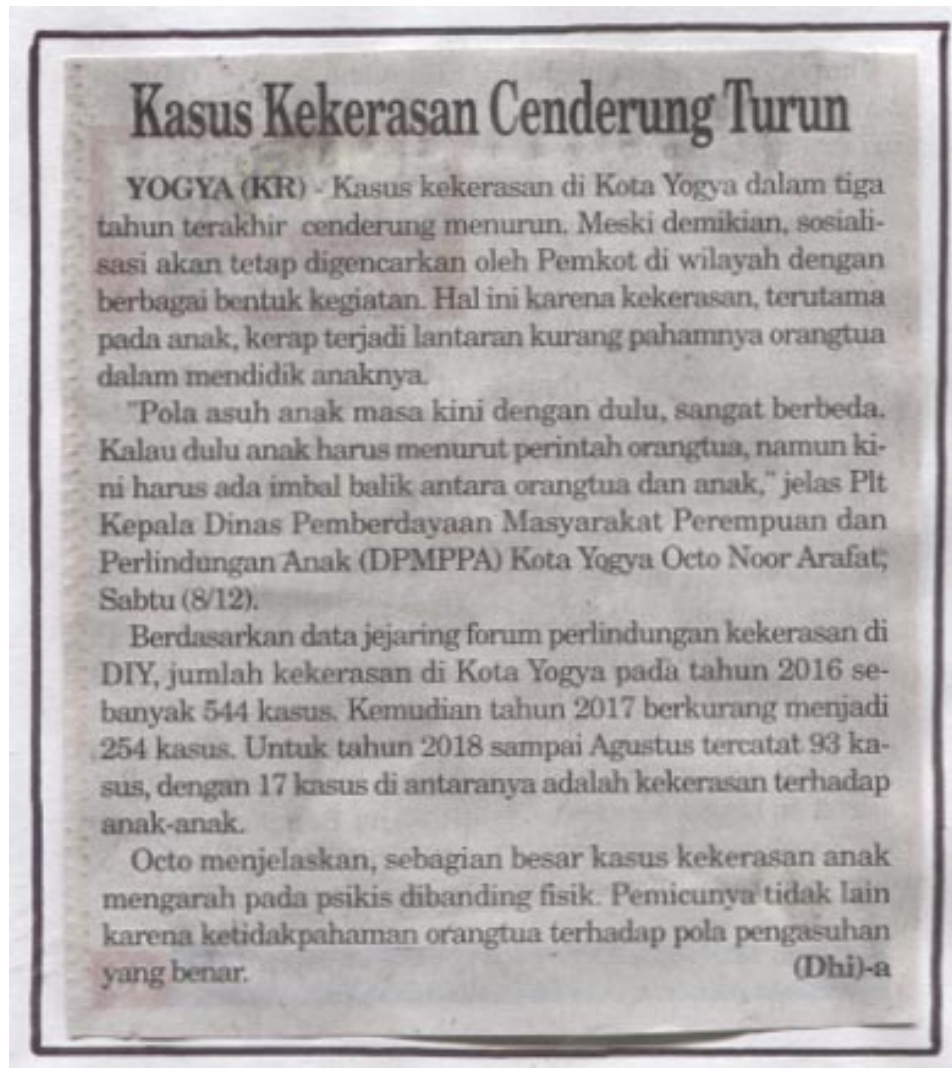 Kasus Kekerasan Cenderung Turun
YOGYA (KR) - Kasus kekerasan di Kota Yogya dalam tiga
tahun terakhir cenderung menurun. Meski demikian, sosiali-
sasi akan tetap digencarkan oleh Pemkot di wilayah dengan
berbagai bentuk kegiatan. Hal ini karena kekerasan, terutama
pada anak, kerap terjadi lantaran kurang pahamnya orangtua
dalam mendidik anaknya.
"Pola asuh anak masa kini dengan dulu, sangat berbeda.
Kalau dulu anak harus menurut perintah orangtua, namun ki-
ni harus ada imbal balik antara orangtua dan anak," jelas Plt
Kepala Dinas Pemberdayaan Masyarakat Perempuan dan
Perlindungan Anak (DPMPPA) Kota Yogya Octo Noor Arafat,
Sabtu (8/12).
Berdasarkan data jejaring forum perlindungan kekerasan di
DIY, jumlah kekerasan di Kota Yogya pada tahun 2016 se-
banyak 544 kasus. Kemudian tahun 2017 berkurang menjadi
254 kasus. Untuk tahun 2018 sampai Agustus tercatat 93 ka-
sus, dengan 17 kasus di antaranya adalah kekerasan terhadap
anak-anak.
Octo menjelaskan, sebagian besar kasus kekerasan anak
mengarah pada psikis dibanding fisik. Pemicunya tidak lain
karena ketidakpahaman orangtua terhadap pola pengasuhan
yang benar. (Dhi)-a